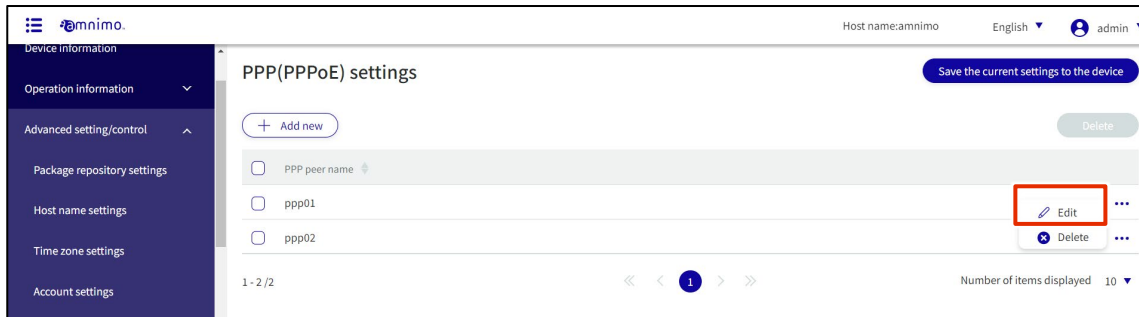 amnimo.
Host name:amnimo
English
admin
Device information
Operation information
Advanced setting/control
Package repository settings
Host name settings
Time zone settings
Account settings
PPP(PPPoE) settings
Save the current settings to the device
Add new
Delete
PPP peer name
ppp01
Edit
ppp02
Delete
1 - 2 /2
1
Number of items displayed 10